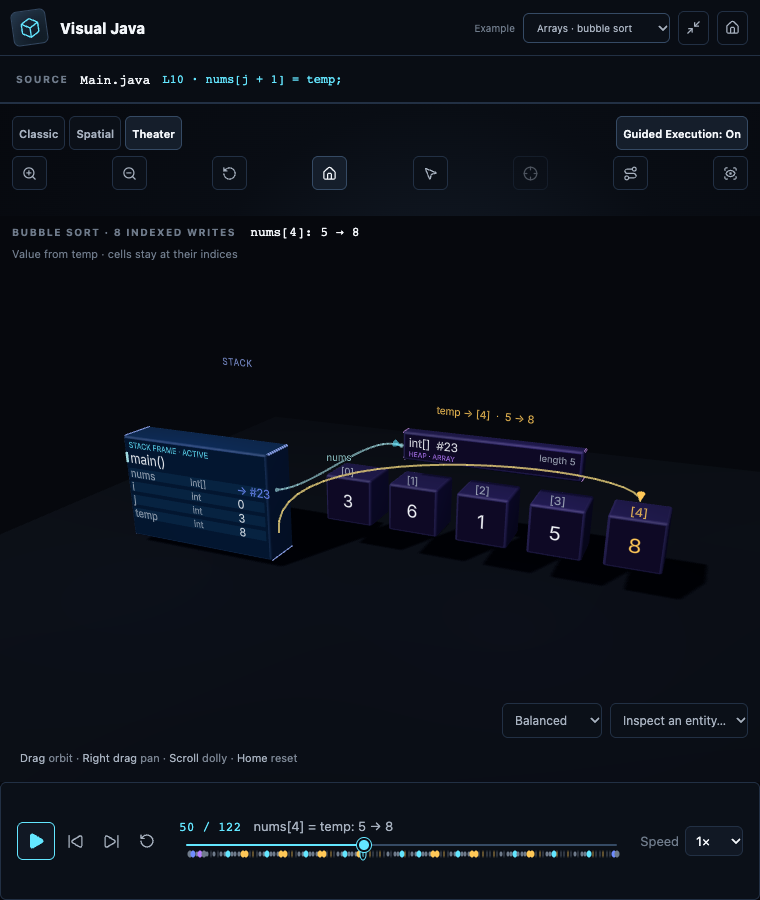 Visual Java
Example
Arrays · bubble sort
SOURCE Main.java L10 · nums[j + 1] = temp;
Classic
Spatial
Theater
Guided Execution: On
BUBBLE SORT · 8 INDEXED WRITES nums[4]: 5 → 8
Value from temp · cells stay at their indices
STACK
temp → [4] · 5 → 8
STACK FRAME · ACTIVE
main()
nums int[] → #23
i int 0
j int 3
temp int 8
nums
int[] #23
HEAP · ARRAY
length 5
[0]
3
[1]
6
[2]
1
[3]
5
[4]
8
Balanced
Inspect an entity...
Drag orbit · Right drag pan · Scroll dolly · Home reset
50 / 122 nums[4] = temp: 5 → 8
Speed
1×